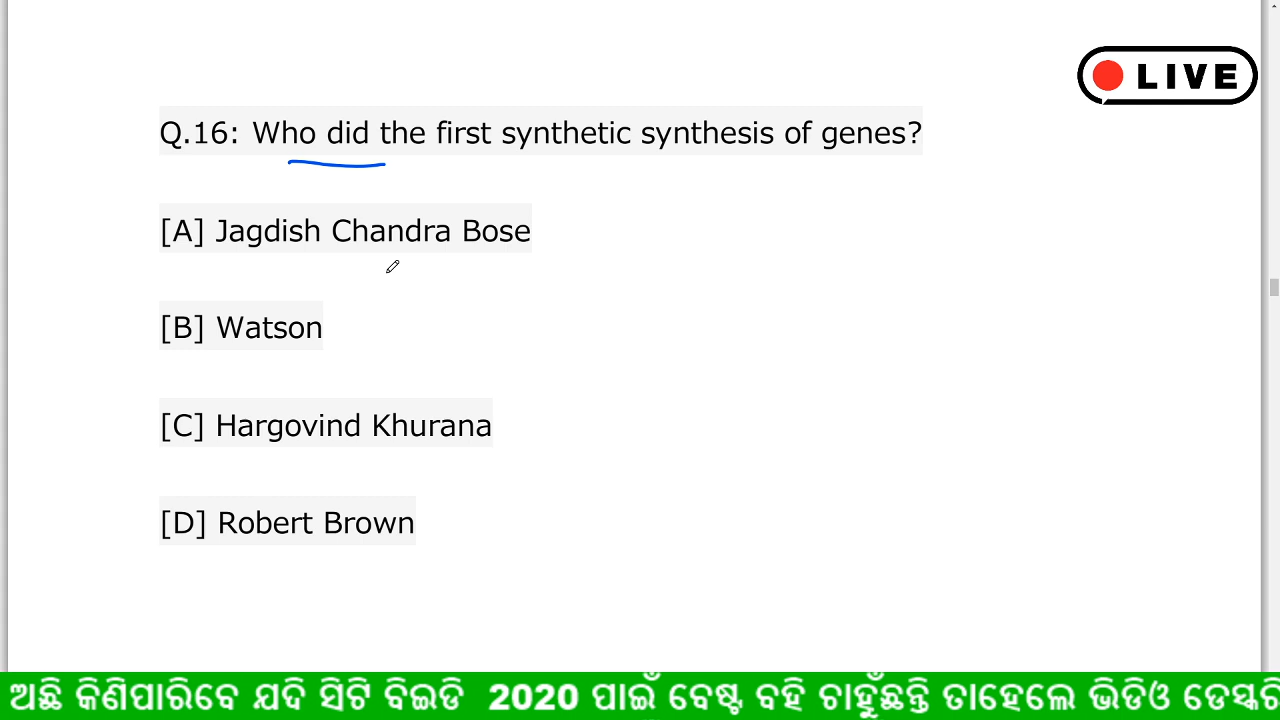 LIVE
Q.16: Who did the first synthetic synthesis of genes?
[A] Jagdish Chandra Bose
[B] Watson
[C] Hargovind Khurana
[D] Robert Brown
ଅଛି କିଣିପାରିବେ ଯଦି ସିଟି ବିଇଡି 2020 ପାଇଁ ବେଷ୍ଟ ବହି ଚାହୁଁଛନ୍ତି ତାହେଲେ ଭିଡିଓ ଡେସ୍କରି